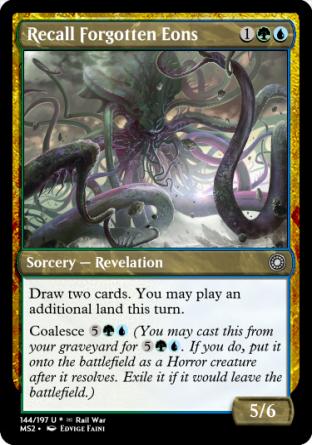 Recall Forgotten Eons 1
Sorcery — Revelation
Draw two cards. You may play an
additional land this turn.
Coalesce 5 (You may cast this from
your graveyard for 5. If you do, put it
onto the battlefield as a Horror creature
after it resolves. Exile it if it would leave the
battlefield.)
5/6
144/197 U * Rail War
MS2 • Edvige Faini